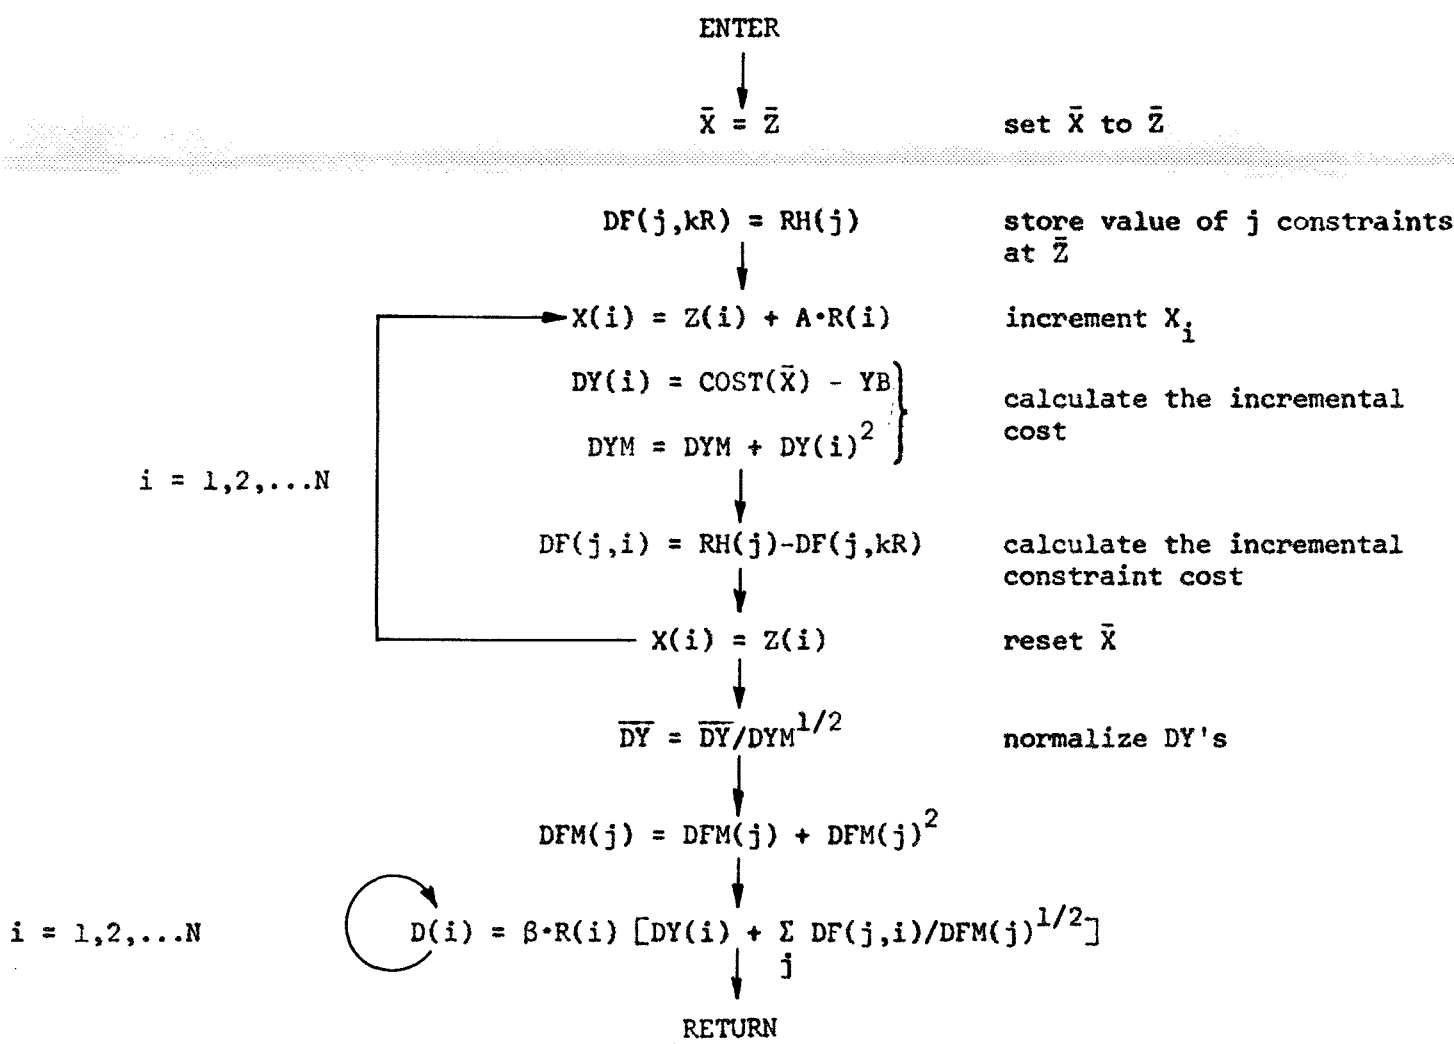 ENTER
X̄ = Z̄ set X̄ to Z̄
DF(j,kR) = RH(j) store value of j constraints
at Z̄
X(i) = Z(i) + A·R(i) increment X_i
DY(i) = COST(X̄) - YB
calculate the incremental
cost
DYM = DYM + DY(i)²
i = 1,2,...N
DF(j,i) = RH(j)-DF(j,kR) calculate the incremental
constraint cost
X(i) = Z(i) reset X̄
D̅Y̅ = D̅Y̅/DYM^1/2 normalize DY's
DFM(j) = DFM(j) + DFM(j)²
i = 1,2,...N D(i) = β·R(i) [DY(i) + Σ DF(j,i)/DFM(j)^1/2]
j
RETURN